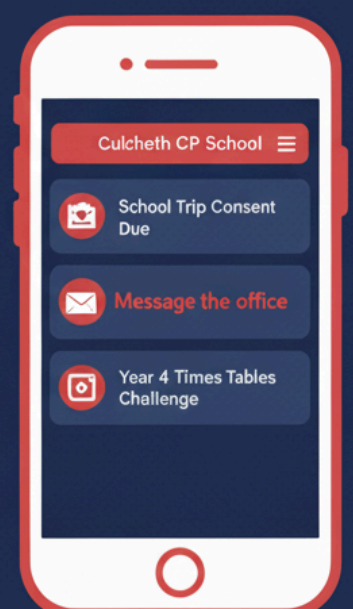 Culcheth CP School
School Trip Consent
Due
Message the office
Year 4 Times Tables
Challenge